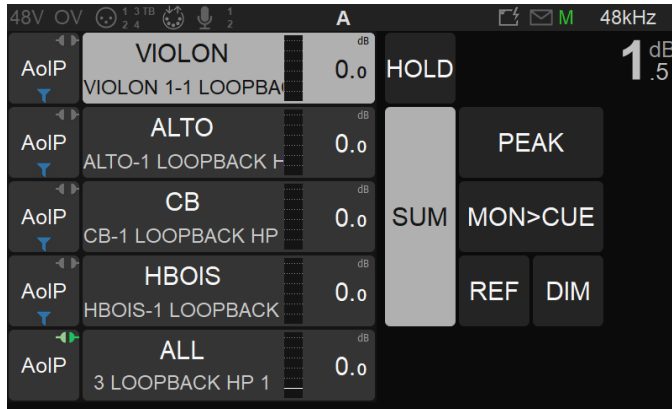 48V OV 1 3 TB 2 4 1 2 A M 48kHz
AoIP VIOLON dB 0.0 HOLD 1.5 dB
VIOLON 1-1 LOOPBA
AoIP ALTO dB 0.0 PEAK
ALTO-1 LOOPBACK H
AoIP CB dB 0.0 SUM MON>CUE
CB-1 LOOPBACK HP
AoIP HBOIS dB 0.0 REF DIM
HBOIS-1 LOOPBACK
AoIP ALL dB 0.0
3 LOOPBACK HP 1